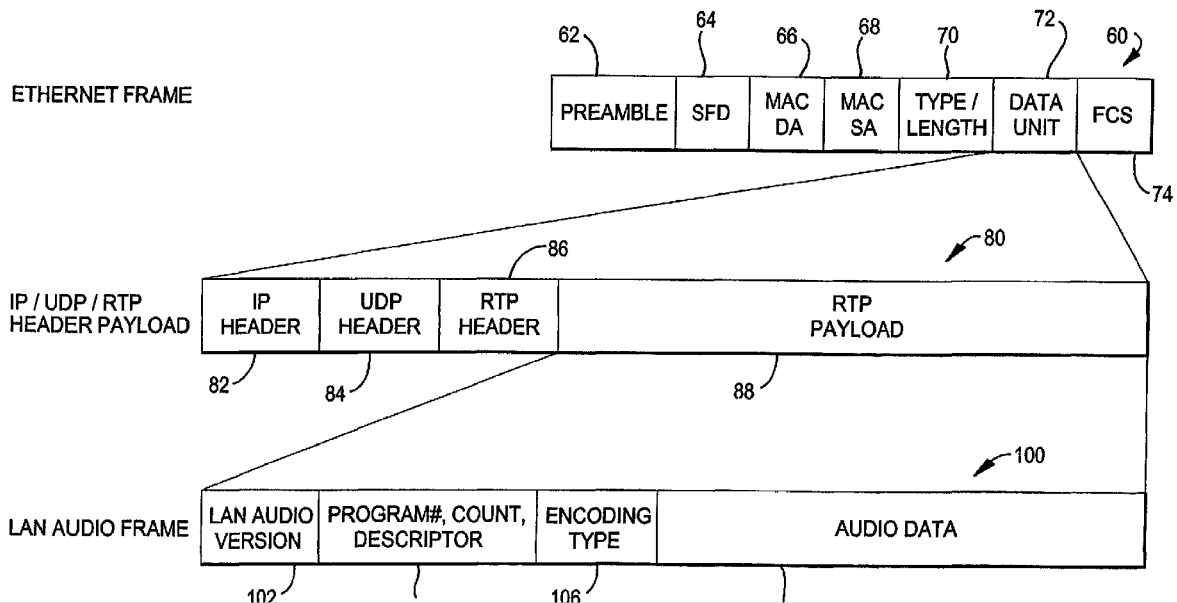 62
64
66
68
70
72
60
ETHERNET FRAME
PREAMBLE
SFD
MAC
DA
MAC
SA
TYPE /
LENGTH
DATA
UNIT
FCS
74
86
80
IP / UDP / RTP
HEADER PAYLOAD
IP
HEADER
UDP
HEADER
RTP
HEADER
RTP
PAYLOAD
82
84
88
100
LAN AUDIO FRAME
LAN AUDIO
VERSION
PROGRAM#, COUNT,
DESCRIPTOR
ENCODING
TYPE
AUDIO DATA
102
106